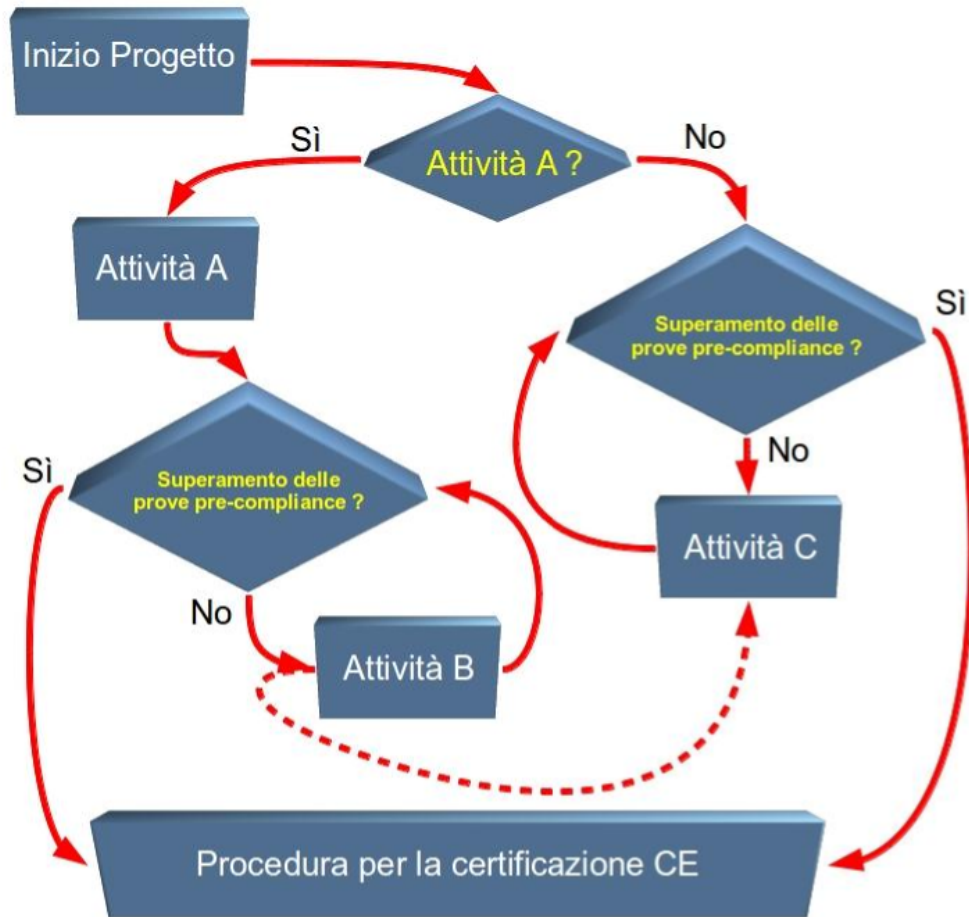 Inizio Progetto
Sì
Attività A ?
No
Attività A
Superamento delle
prove pre-compliance ?
Sì
Sì
Superamento delle
prove pre-compliance ?
No
Attività C
No
Attività B
Procedura per la certificazione CE